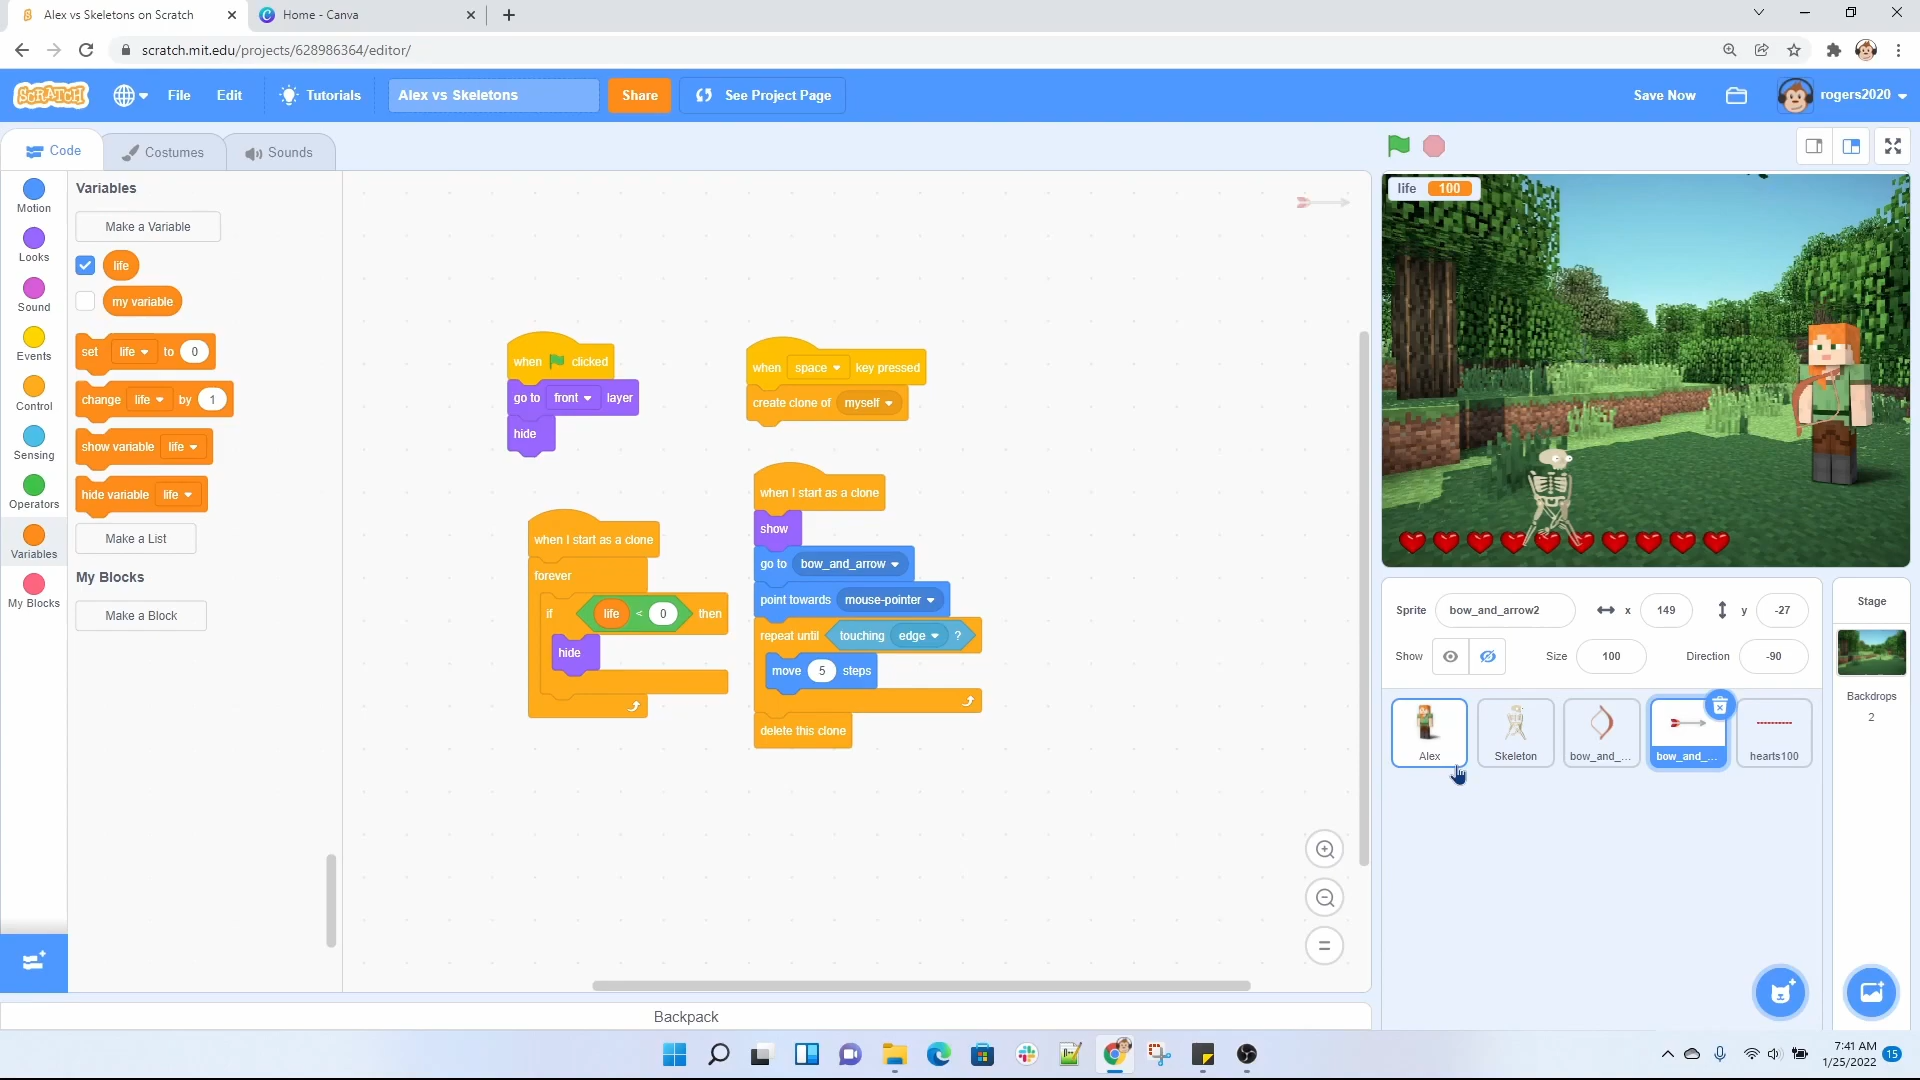 Alex vs Skeletons on Scratch
Home - Canva
scratch.mit.edu/projects/628986364/editor/
SCRATCH
File
Edit
Tutorials
Alex vs Skeletons
Share
See Project Page
Save Now
rogers2020
Code
Costumes
Sounds
Motion
Looks
Sound
Events
Control
Sensing
Operators
Variables
My Blocks
Variables
Make a Variable
life
my variable
set life to 0
change life by 1
show variable life
hide variable life
Make a List
My Blocks
Make a Block
when clicked
go to front layer
hide
when space key pressed
create clone of myself
when I start as a clone
forever
if life < 0 then
hide
when I start as a clone
show
go to bow_and_arrow
point towards mouse-pointer
repeat until touching edge ?
move 5 steps
delete this clone
life 100
Sprite bow_and_arrow2 x 149 y -27
Show Size 100 Direction -90
Alex
Skeleton
bow_and_...
bow_and_...
hearts100
Stage
Backdrops
2
Backpack
7:41 AM
1/25/2022
15